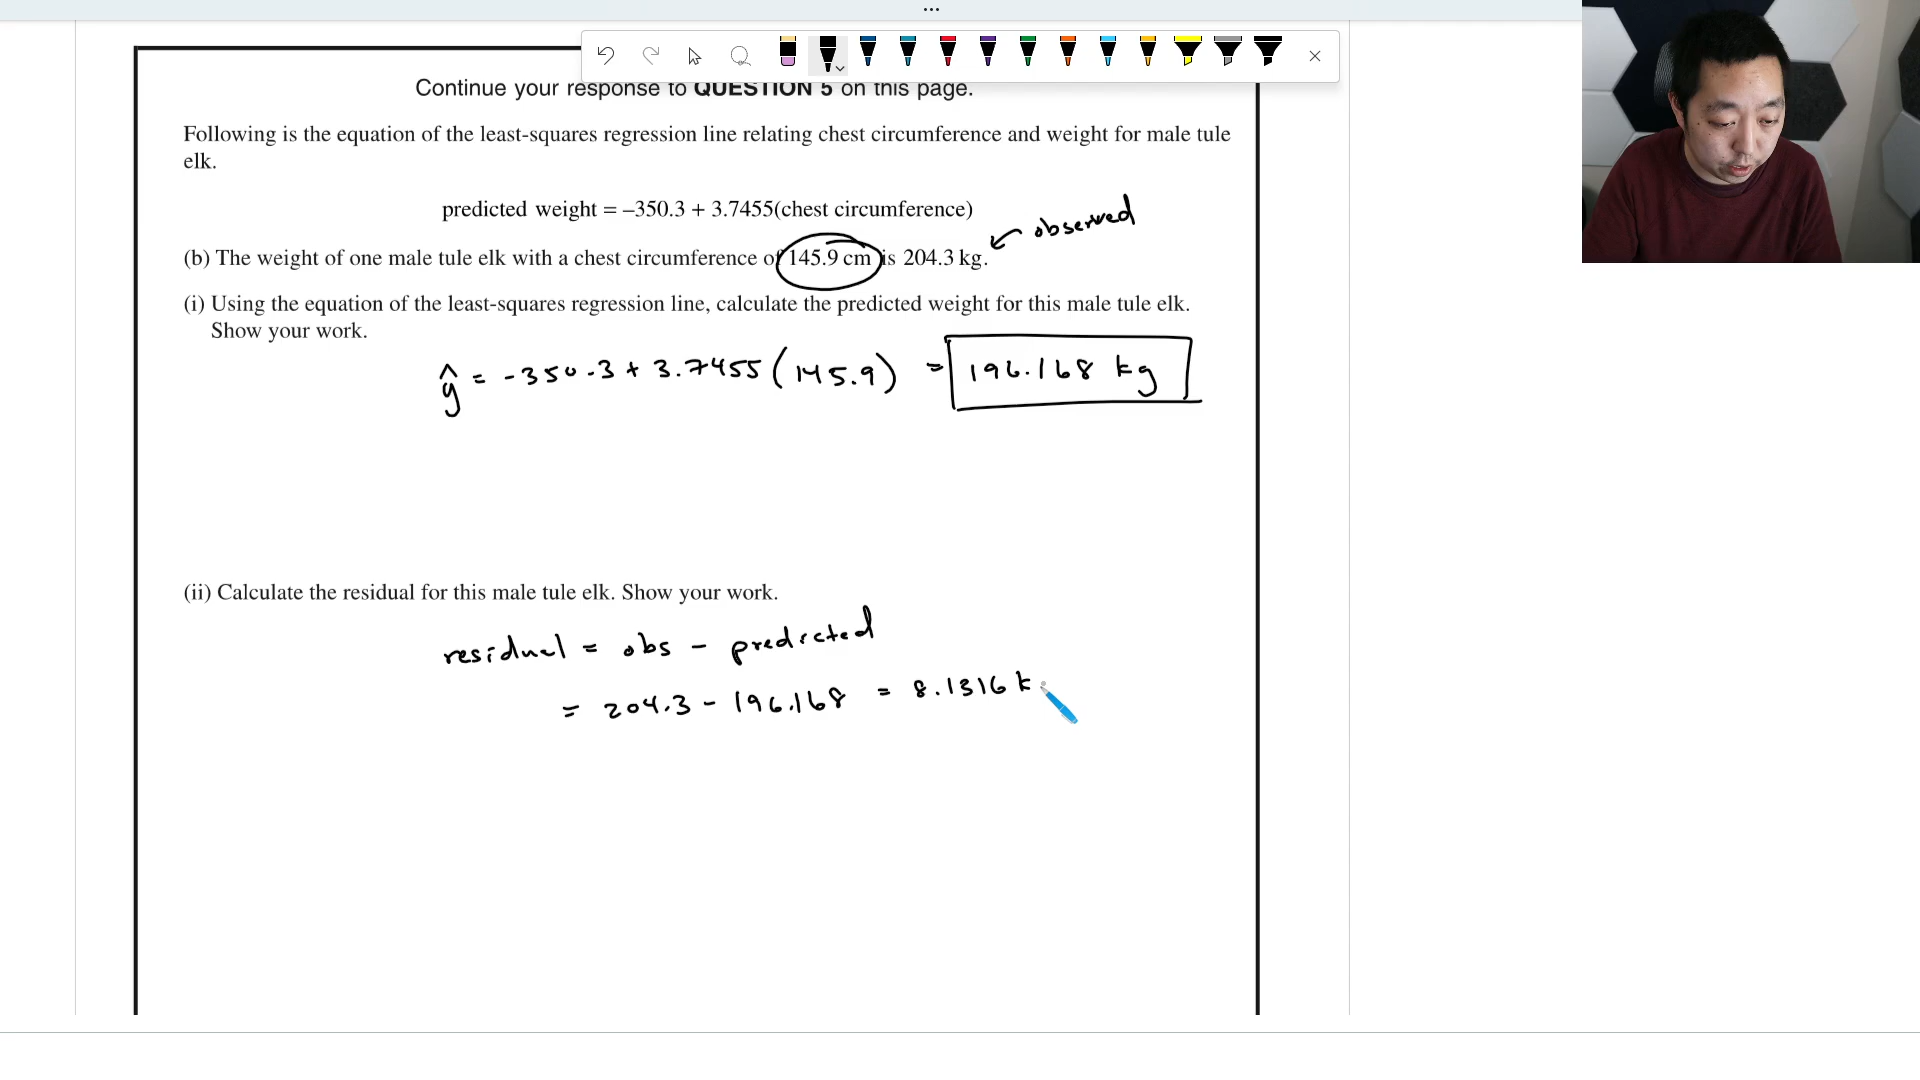 ...
Continue your response to QUESTION 5 on this page.
Following is the equation of the least-squares regression line relating chest circumference and weight for male tule
elk.
predicted weight = –350.3 + 3.7455(chest circumference)
observed
(b) The weight of one male tule elk with a chest circumference of 145.9 cm is 204.3 kg.
(i) Using the equation of the least-squares regression line, calculate the predicted weight for this male tule elk.
Show your work.
ŷ = -350.3 + 3.7455 (145.9) = 196.168 kg
(ii) Calculate the residual for this male tule elk. Show your work.
residual = obs - predicted
= 204.3 - 196.168 = 8.1316 k